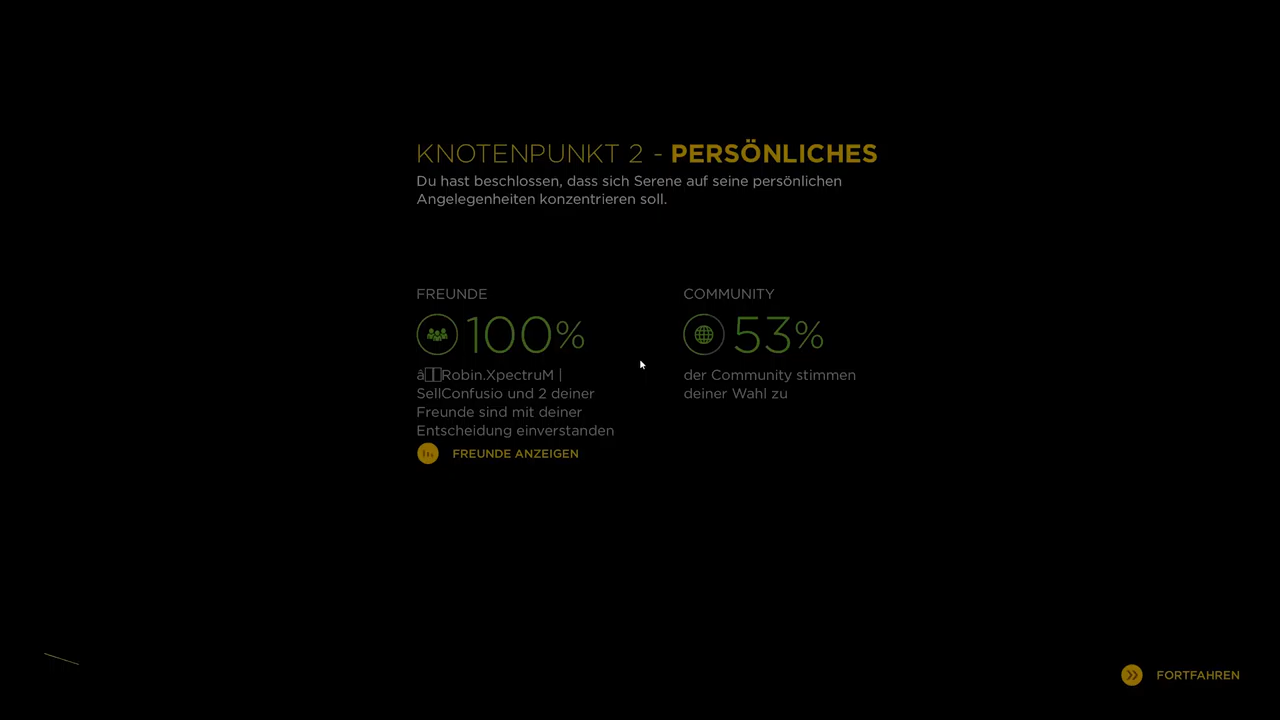 KNOTENPUNKT 2 - PERSÖNLICHES
Du hast beschlossen, dass sich Serene auf seine persönlichen
Angelegenheiten konzentrieren soll.
FREUNDE
100%
â□□Robin.XpectruM |
SellConfusio und 2 deiner
Freunde sind mit deiner
Entscheidung einverstanden
FREUNDE ANZEIGEN
COMMUNITY
53%
der Community stimmen
deiner Wahl zu
FORTFAHREN